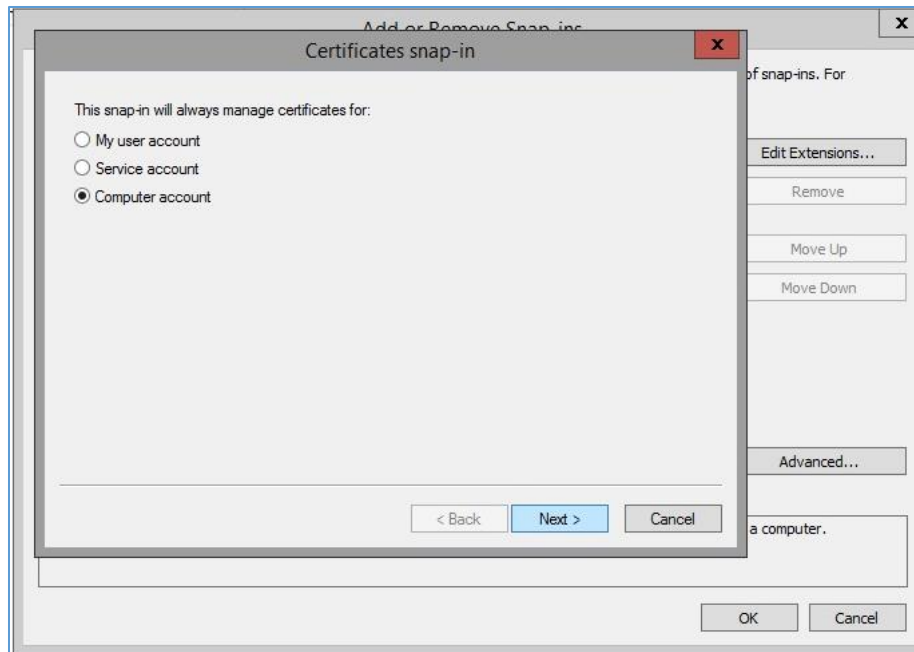 Add or Remove Snap-ins
x
Certificates snap-in
x
of snap-ins. For
This snap-in will always manage certificates for:
My user account
Service account
Computer account
Edit Extensions...
Remove
Move Up
Move Down
Advanced...
< Back
Next >
Cancel
a computer.
OK
Cancel